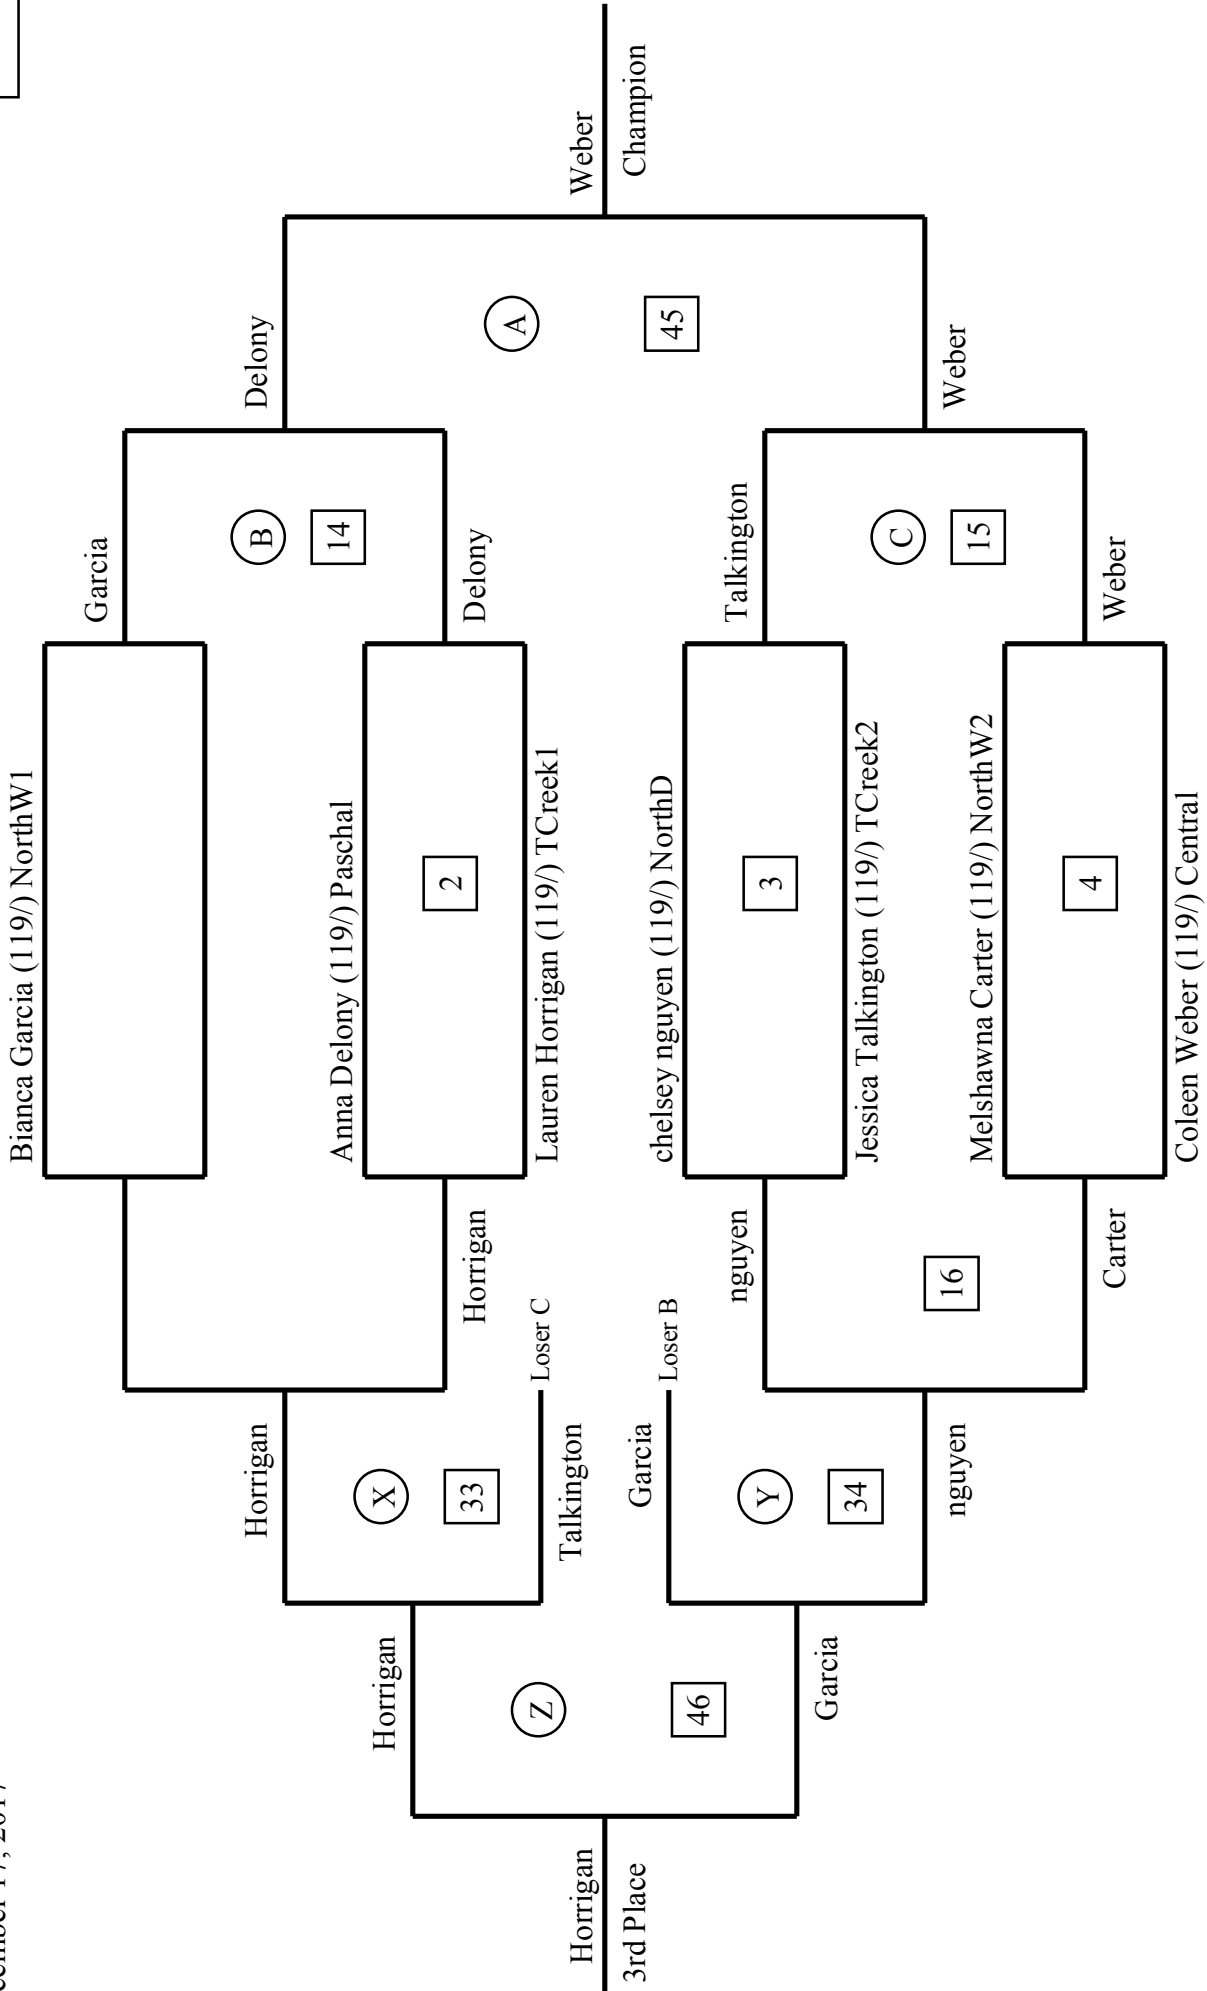 Bianca Garcia (119/) NorthW1
Garcia
B
14
Delony
Anna Delony (119/) Paschal
2
Lauren Horrigan (119/) TCreek1
Delony
Horrigan
A
45
Weber
Champion
chelsey nguyen (119/) NorthD
3
Jessica Talkington (119/) TCreek2
Talkington
nguyen
C
15
Weber
Melshawna Carter (119/) NorthW2
4
Coleen Weber (119/) Central
Weber
Carter
16
Horrigan
X
33
Loser C
Talkington
Loser B
Garcia
Y
34
nguyen
Horrigan
Z
46
Garcia
Horrigan
3rd Place
17, 2017